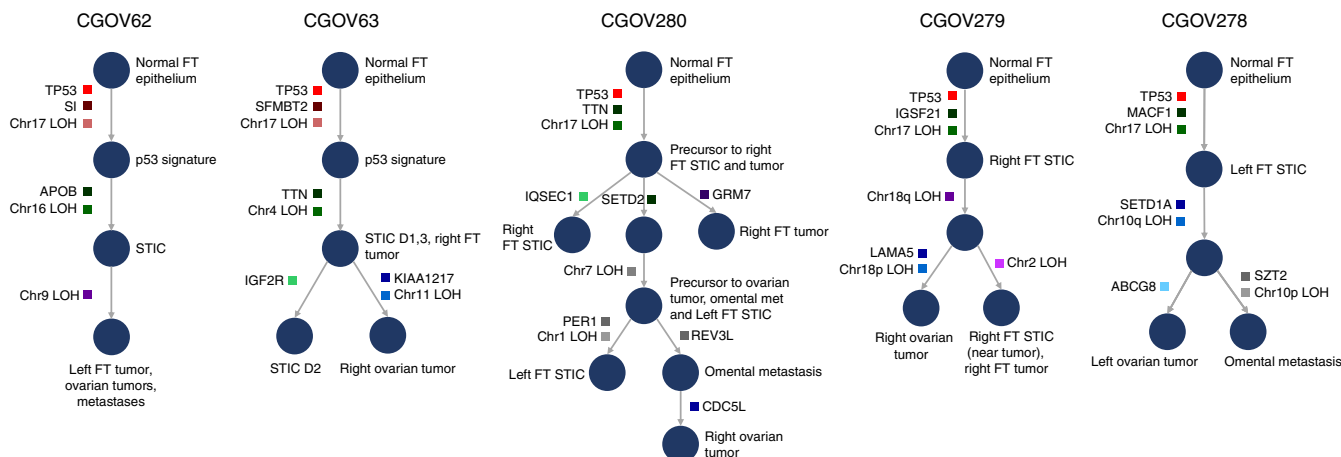 CGOV62
Normal FT
epithelium
TP53
SI
Chr17 LOH
p53 signature
APOB
Chr16 LOH
STIC
Chr9 LOH
Left FT tumor,
ovarian tumors,
metastases
CGOV63
Normal FT
epithelium
TP53
SFMBT2
Chr17 LOH
p53 signature
TTN
Chr4 LOH
STIC D1,3, right FT
tumor
IGF2R
KIAA1217
Chr11 LOH
STIC D2
Right ovarian tumor
CGOV280
Normal FT
epithelium
TP53
TTN
Chr17 LOH
Precursor to right
FT STIC and tumor
IQSEC1
SETD2
GRM7
Right
FT STIC
Right FT tumor
Chr7 LOH
Precursor to ovarian
tumor, omental met
and Left FT STIC
PER1
Chr1 LOH
REV3L
Left FT STIC
Omental metastasis
CDC5L
Right ovarian
tumor
CGOV279
Normal FT
epithelium
TP53
IGSF21
Chr17 LOH
Right FT STIC
Chr18q LOH
LAMA5
Chr18p LOH
Chr2 LOH
Right ovarian
tumor
Right FT STIC
(near tumor),
right FT tumor
CGOV278
Normal FT
epithelium
TP53
MACF1
Chr17 LOH
Left FT STIC
SETD1A
Chr10q LOH
ABCG8
SZT2
Chr10p LOH
Left ovarian tumor
Omental metastasis